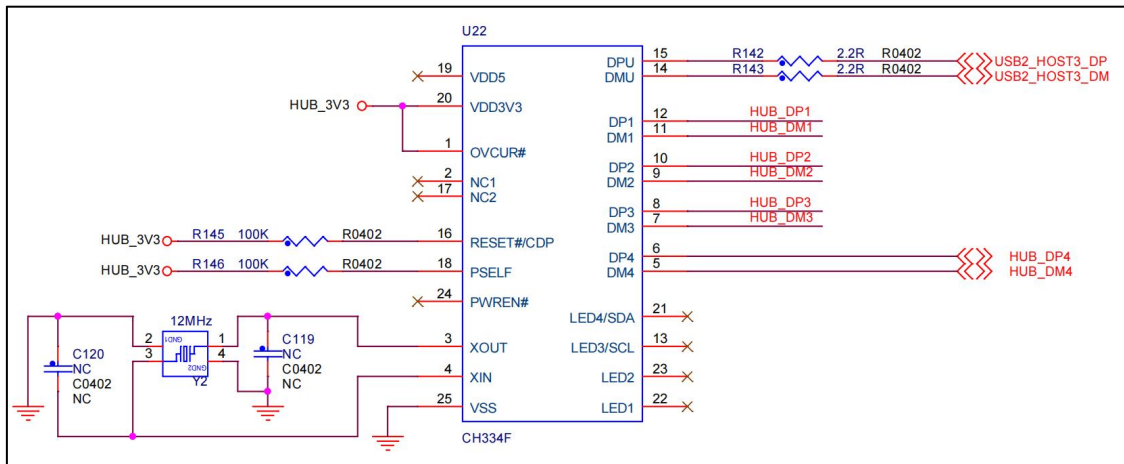 U22
19 VDD5
HUB_3V3 20 VDD3V3
1 OVCUR#
2 NC1
17 NC2
HUB_3V3 R145 100K R0402 16 RESET#/CDP
HUB_3V3 R146 100K R0402 18 PSELF
24 PWREN#
3 XOUT
4 XIN
25 VSS
CH334F
DPU 15 R142 2.2R R0402 USB2_HOST3_DP
DMU 14 R143 2.2R R0402 USB2_HOST3_DM
DP1 12 HUB_DP1
DM1 11 HUB_DM1
DP2 10 HUB_DP2
DM2 9 HUB_DM2
DP3 8 HUB_DP3
DM3 7 HUB_DM3
DP4 6 HUB_DP4
DM4 5 HUB_DM4
LED4/SDA 21
LED3/SCL 13
LED2 23
LED1 22
12MHz
2 GND1 1
3 GND2 4
Y2
C120
NC
C0402
NC
C119
NC
C0402
NC